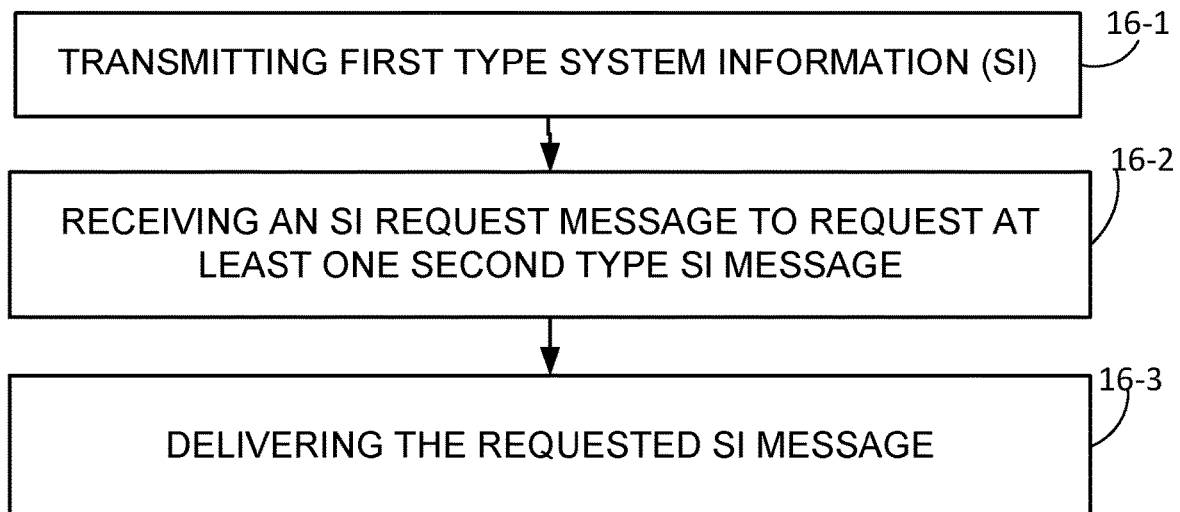 16-1
TRANSMITTING FIRST TYPE SYSTEM INFORMATION (SI)
16-2
RECEIVING AN SI REQUEST MESSAGE TO REQUEST AT
LEAST ONE SECOND TYPE SI MESSAGE
16-3
DELIVERING THE REQUESTED SI MESSAGE